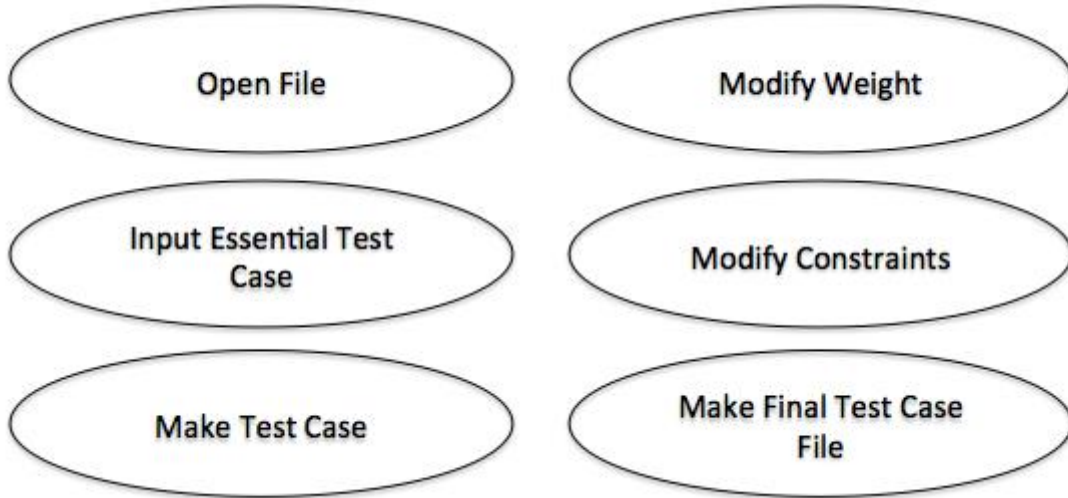 Open File
Modify Weight
Input Essential Test
Case
Modify Constraints
Make Test Case
Make Final Test Case
File